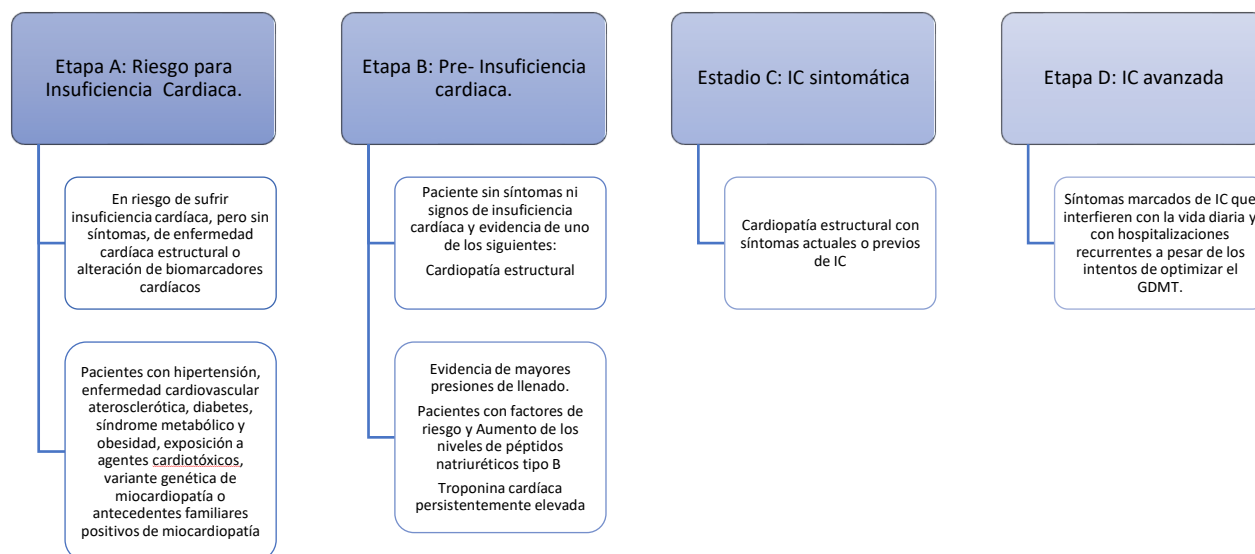 Etapa A: Riesgo para
Insuficiencia Cardiaca.
En riesgo de sufrir
insuficiencia cardíaca, pero sin
síntomas, de enfermedad
cardíaca estructural o
alteración de biomarcadores
cardíacos
Pacientes con hipertensión,
enfermedad cardiovascular
aterosclerótica, diabetes,
síndrome metabólico y
obesidad, exposición a
agentes cardiotóxicos,
variante genética de
miocardiopatía o
antecedentes familiares
positivos de miocardiopatía
Etapa B: Pre- Insuficiencia
cardiaca.
Paciente sin síntomas ni
signos de insuficiencia
cardíaca y evidencia de uno
de los siguientes:
Cardiopatía estructural
Evidencia de mayores
presiones de llenado.
Pacientes con factores de
riesgo y Aumento de los
niveles de péptidos
natriuréticos tipo B
Troponina cardíaca
persistentemente elevada
Estadio C: IC sintomática
Cardiopatía estructural con
síntomas actuales o previos
de IC
Etapa D: IC avanzada
Síntomas marcados de IC que
interfieren con la vida diaria y
con hospitalizaciones
recurrentes a pesar de los
intentos de optimizar el
GDMT.